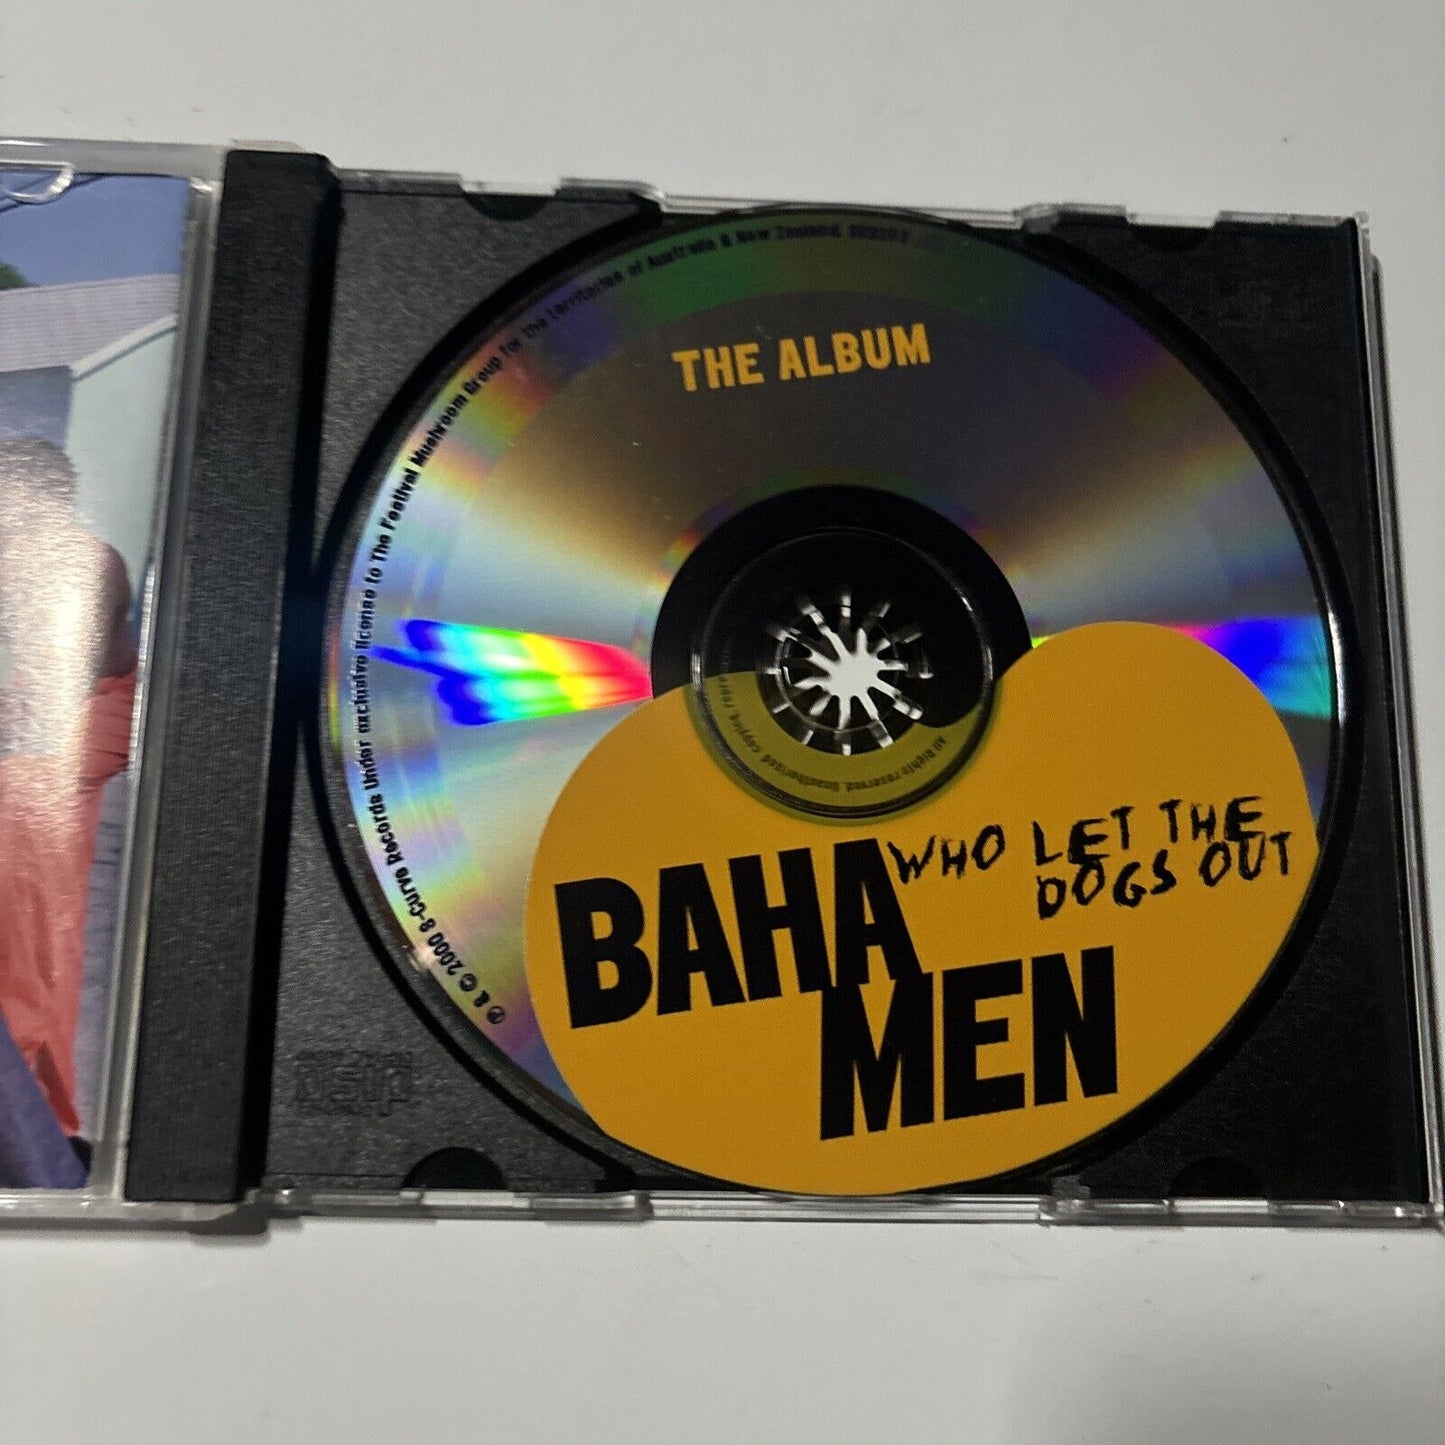 THE ALBUM
WHO LET THE
DOGS OUT
BAHA
MEN
℗ & © 2000 S-Curve Records Under exclusive license to The Festival Mushroom Group for the territories of Australia & New Zealand.
All Rights reserved. Unauthorized copying